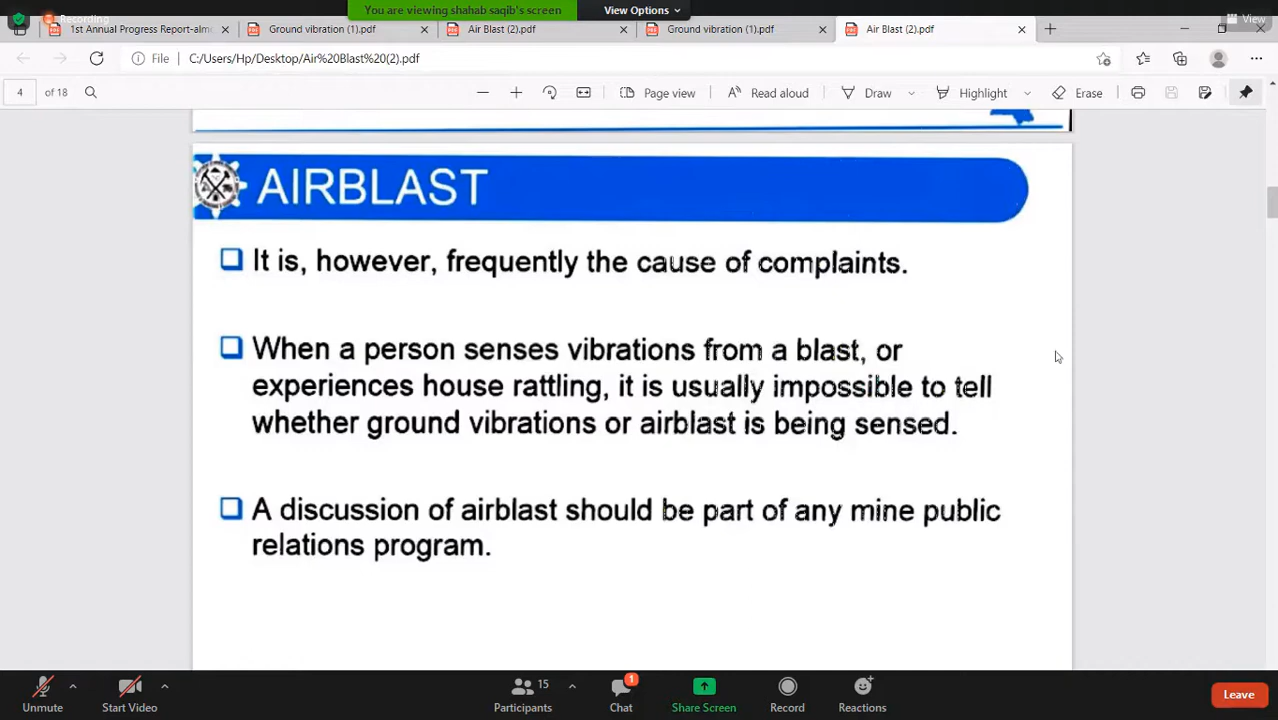 You are viewing shahab saqib's screen
View Options
Recording
View
1st Annual Progress Report-alm
Ground vibration (1).pdf
Air Blast (2).pdf
Ground vibration (1).pdf
Air Blast (2).pdf
File
C:/Users/Hp/Desktop/Air%20Blast%20(2).pdf
4 of 18
Page view
Read aloud
Draw
Highlight
Erase
AIRBLAST
It is, however, frequently the cause of complaints.
When a person senses vibrations from a blast, or
experiences house rattling, it is usually impossible to tell
whether ground vibrations or airblast is being sensed.
A discussion of airblast should be part of any mine public
relations program.
Unmute
Start Video
15
Participants
1
Chat
Share Screen
Record
Reactions
Leave